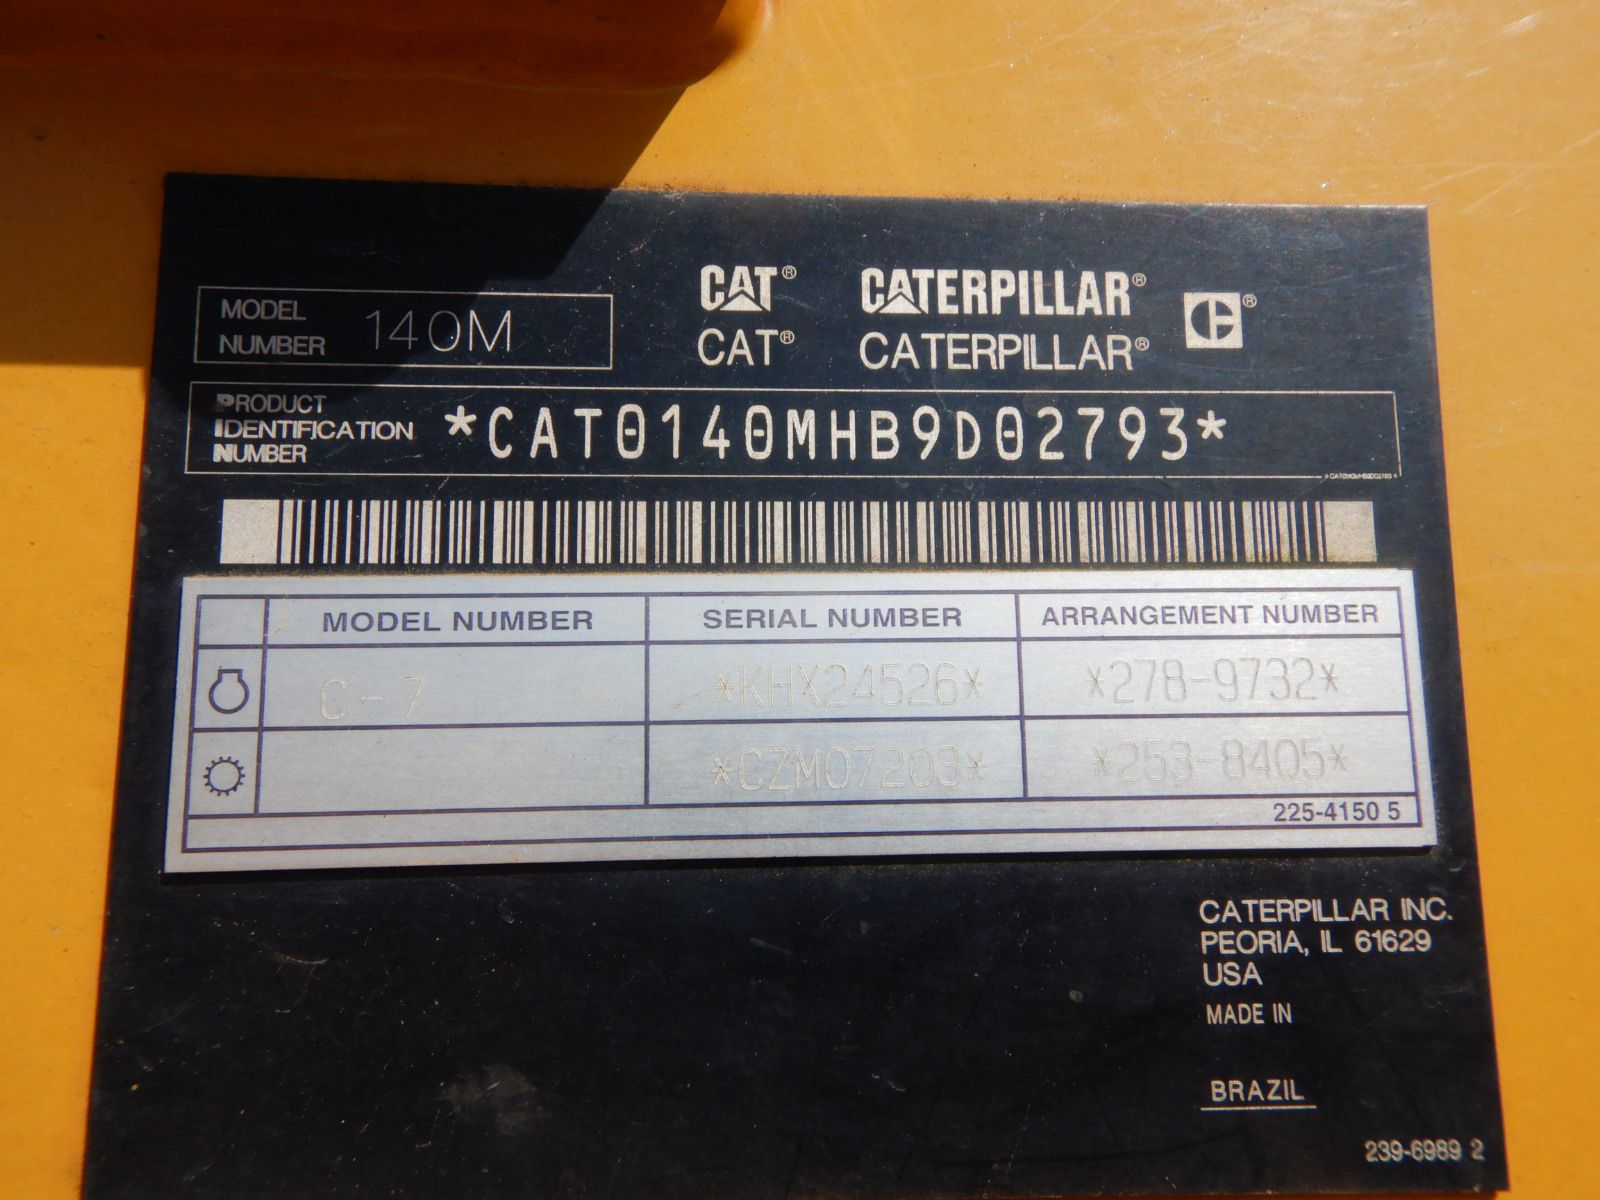 CAT® CATERPILLAR®
CAT® CATERPILLAR®
MODEL NUMBER 140M
PRODUCT IDENTIFICATION NUMBER *CAT0140MHB9D02793*
*CAT0140MHB9D02793*
MODEL NUMBER SERIAL NUMBER ARRANGEMENT NUMBER
C-7 *KHX24526* *278-9732*
*CZM07203* *253-8405*
225-4150 5
CATERPILLAR INC.
PEORIA, IL 61629
USA
MADE IN
BRAZIL
239-6989 2